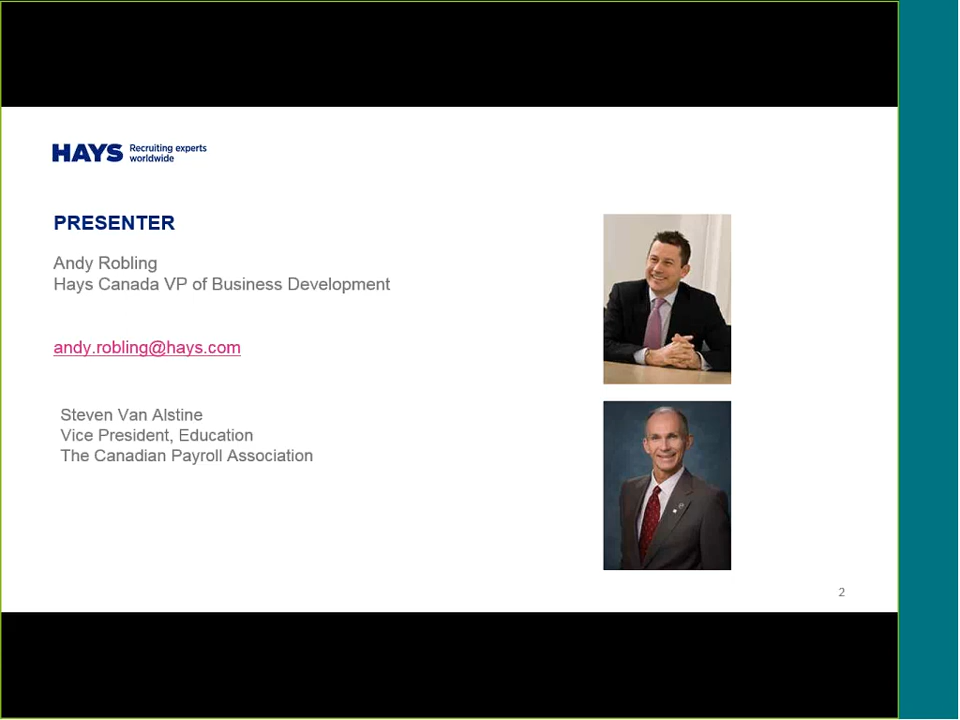 HAYS Recruiting experts
worldwide
PRESENTER
Andy Robling
Hays Canada VP of Business Development
andy.robling@hays.com
Steven Van Alstine
Vice President, Education
The Canadian Payroll Association
2